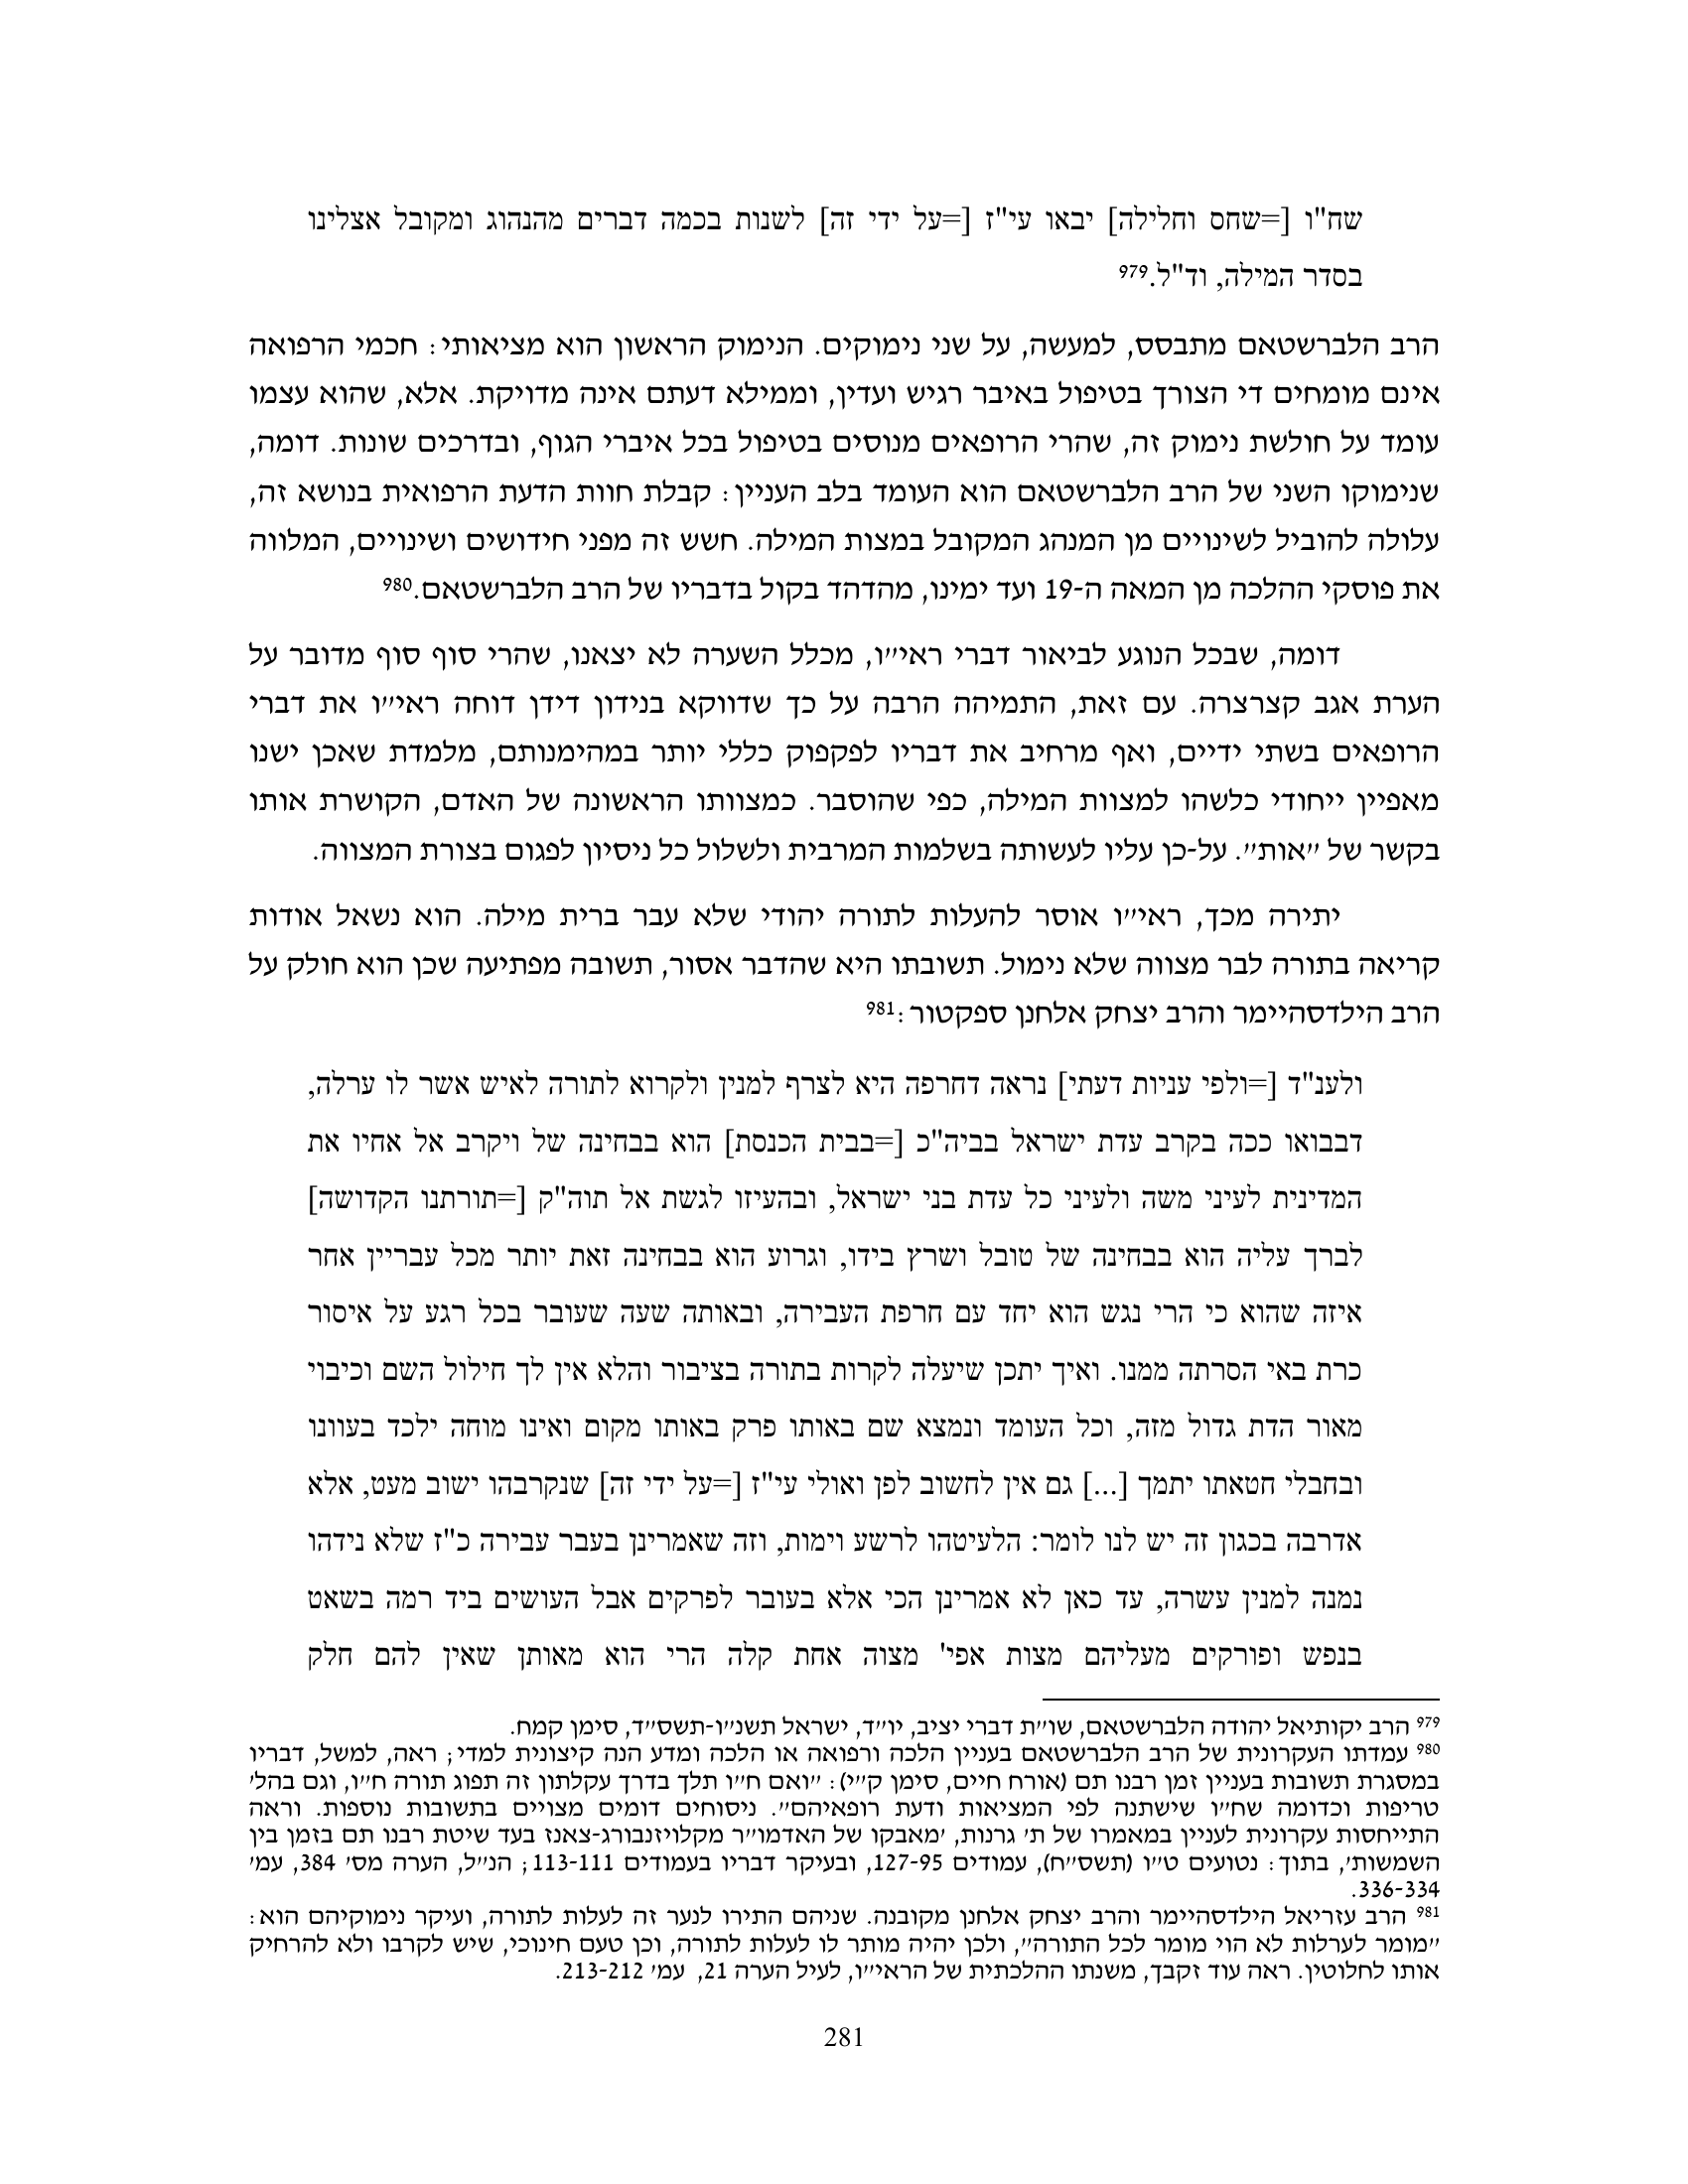 שח"ו [=שחס וחלילה] יבאו עי"ז [=על ידי זה] לשנות בכמה דברים מהנהוג ומקובל אצלינו
בסדר המילה, וד"ל.979
הרב הלברשטאם מתבסס, למעשה, על שני נימוקים. הנימוק הראשון הוא מציאותי: חכמי הרפואה
אינם מומחים די הצורך בטיפול באיבר רגיש ועדין, וממילא דעתם אינה מדויקת. אלא, שהוא עצמו
עומד על חולשת נימוק זה, שהרי הרופאים מנוסים בטיפול בכל איברי הגוף, ובדרכים שונות. דומה,
שנימוקו השני של הרב הלברשטאם הוא העומד בלב העניין: קבלת חוות הדעת הרפואית בנושא זה,
עלולה להוביל לשינויים מן המנהג המקובל במצות המילה. חשש זה מפני חידושים ושינויים, המלווה
את פוסקי ההלכה מן המאה ה-19 ועד ימינו, מהדהד בקול בדבריו של הרב הלברשטאם.980
דומה, שבכל הנוגע לביאור דברי ראי״ו, מכלל השערה לא יצאנו, שהרי סוף סוף מדובר על
הערת אגב קצרצרה. עם זאת, התמיהה הרבה על כך שדווקא בנידון דידן דוחה ראי״ו את דברי
הרופאים בשתי ידיים, ואף מרחיב את דבריו לפקפוק כללי יותר במהימנותם, מלמדת שאכן ישנו
מאפיין ייחודי כלשהו למצוות המילה, כפי שהוסבר. כמצוותו הראשונה של האדם, הקושרת אותו
בקשר של ״אות״. על-כן עליו לעשותה בשלמות המרבית ולשלול כל ניסיון לפגום בצורת המצווה.
יתירה מכך, ראי״ו אוסר להעלות לתורה יהודי שלא עבר ברית מילה. הוא נשאל אודות
קריאה בתורה לבר מצווה שלא נימול. תשובתו היא שהדבר אסור, תשובה מפתיעה שכן הוא חולק על
הרב הילדסהיימר והרב יצחק אלחנן ספקטור:981
ולענ"ד [=ולפי עניות דעתי] נראה דחרפה היא לצרף למנין ולקרוא לתורה לאיש אשר לו ערלה,
דבבואו ככה בקרב עדת ישראל בביה"כ [=בבית הכנסת] הוא בבחינה של ויקרב אל אחיו את
המדינית לעיני משה ולעיני כל עדת בני ישראל, ובהעיזו לגשת אל תוה"ק [=תורתנו הקדושה]
לברך עליה הוא בבחינה של טובל ושרץ בידו, וגרוע הוא בבחינה זאת יותר מכל עבריין אחר
איזה שהוא כי הרי נגש הוא יחד עם חרפת העבירה, ובאותה שעה שעובר בכל רגע על איסור
כרת באי הסרתה ממנו. ואיך יתכן שיעלה לקרות בתורה בציבור והלא אין לך חילול השם וכיבוי
מאור הדת גדול מזה, וכל העומד ונמצא שם באותו פרק באותו מקום ואינו מוחה ילכד בעוונו
ובחבלי חטאתו יתמך [...] גם אין לחשוב לפן ואולי עי"ז [=על ידי זה] שנקרבהו ישוב מעט, אלא
אדרבה בכגון זה יש לנו לומר: הלעיטהו לרשע וימות, וזה שאמרינן בעבר עבירה כ"ז שלא נידהו
נמנה למנין עשרה, עד כאן לא אמרינן הכי אלא בעובר לפרקים אבל העושים ביד רמה בשאט
בנפש ופורקים מעליהם מצות אפי' מצוה אחת קלה הרי הוא מאותן שאין להם חלק
979 הרב יקותיאל יהודה הלברשטאם, שו״ת דברי יציב, יו״ד, ישראל תשנ״ו-תשס״ד, סימן קמח.
980 עמדתו העקרונית של הרב הלברשטאם בעניין הלכה ורפואה או הלכה ומדע הנה קיצונית למדי; ראה, למשל, דבריו
במסגרת תשובות בעניין זמן רבנו תם (אורח חיים, סימן ק״י): ״ואם ח״ו תלך בדרך עקלתון זה תפוג תורה ח״ו, וגם בהל׳
טריפות וכדומה שח״ו שישתנה לפי המציאות ודעת רופאיהם״. ניסוחים דומים מצויים בתשובות נוספות. וראה
התייחסות עקרונית לעניין במאמרו של ת׳ גרנות, ׳מאבקו של האדמו״ר מקלויזנבורג-צאנז בעד שיטת רבנו תם בזמן בין
השמשות׳, בתוך: נטועים ט״ו (תשס״ח), עמודים 127-95, ובעיקר דבריו בעמודים 113-111; הנ״ל, הערה מס׳ 384, עמ׳
336-334.
981 הרב עזריאל הילדסהיימר והרב יצחק אלחנן מקובנה. שניהם התירו לנער זה לעלות לתורה, ועיקר נימוקיהם הוא:
״מומר לערלות לא הוי מומר לכל התורה״, ולכן יהיה מותר לו לעלות לתורה, וכן טעם חינוכי, שיש לקרבו ולא להרחיק
אותו לחלוטין. ראה עוד זקבך, משנתו ההלכתית של הראי״ו, לעיל הערה 21, עמ׳ 213-212.
281